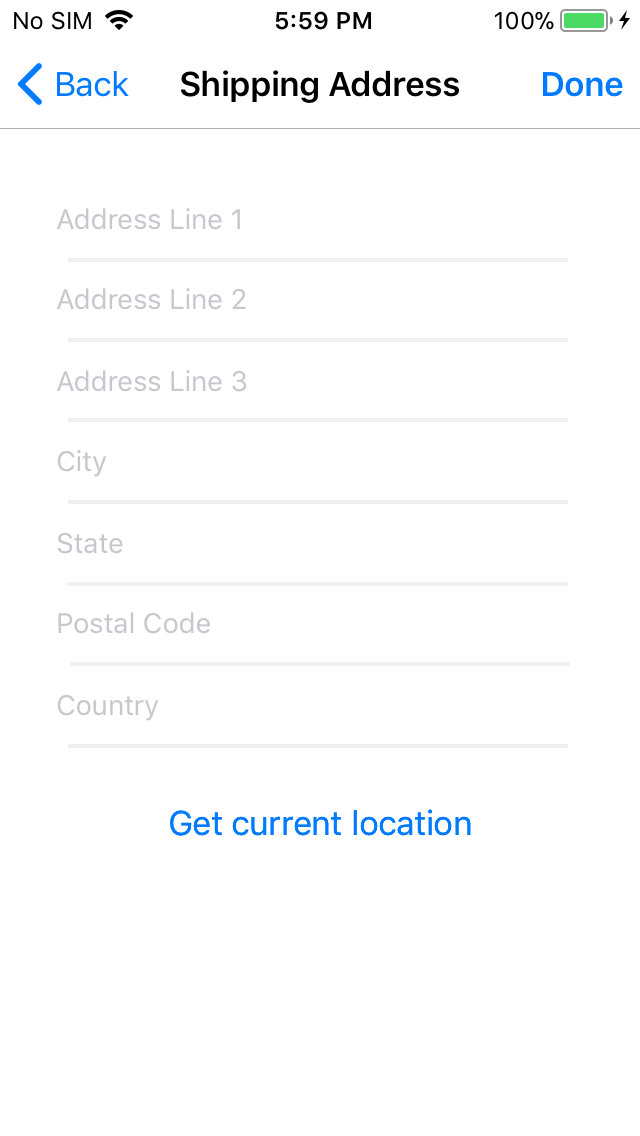 No SIM 5:59 PM 100%
Back Shipping Address Done
Address Line 1
Address Line 2
Address Line 3
City
State
Postal Code
Country
Get current location